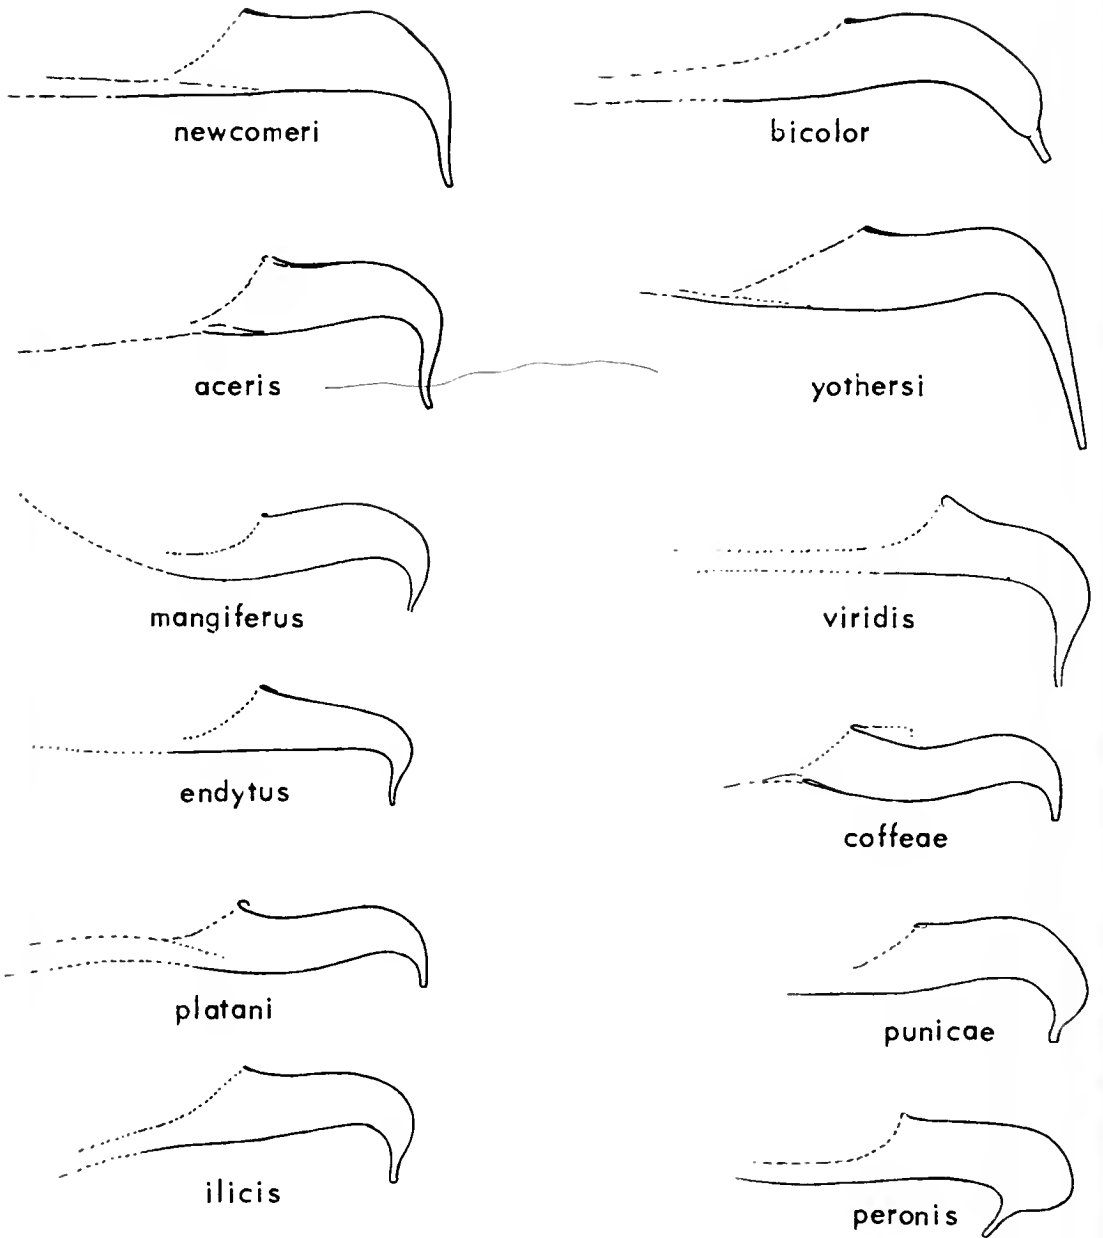 newcomeri
bicolor
aceris
yothersi
mangiferus
viridis
endytus
coffeae
platani
punicae
ilicis
peronis